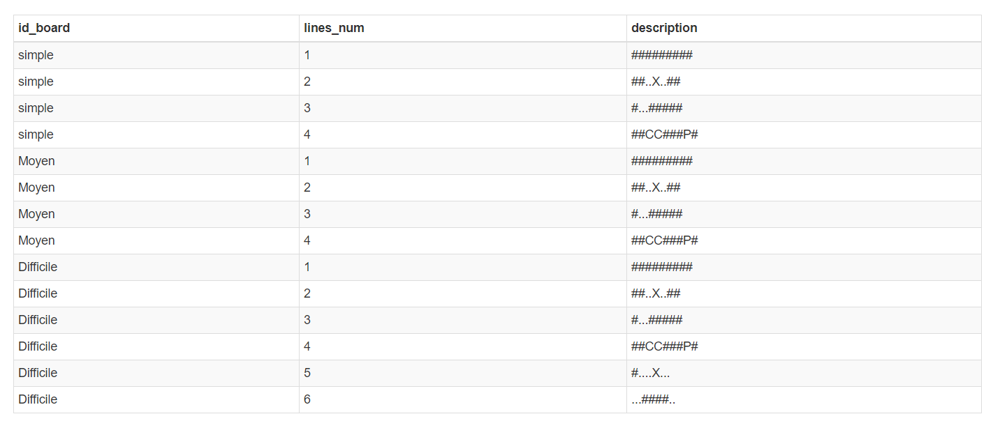 id_board lines_num description
simple 1 #########
simple 2 ##..X..##
simple 3 #...#####
simple 4 ##CC###P#
Moyen 1 #########
Moyen 2 ##..X..##
Moyen 3 #...#####
Moyen 4 ##CC###P#
Difficile 1 #########
Difficile 2 ##..X..##
Difficile 3 #...#####
Difficile 4 ##CC###P#
Difficile 5 #....X...
Difficile 6 ...####..